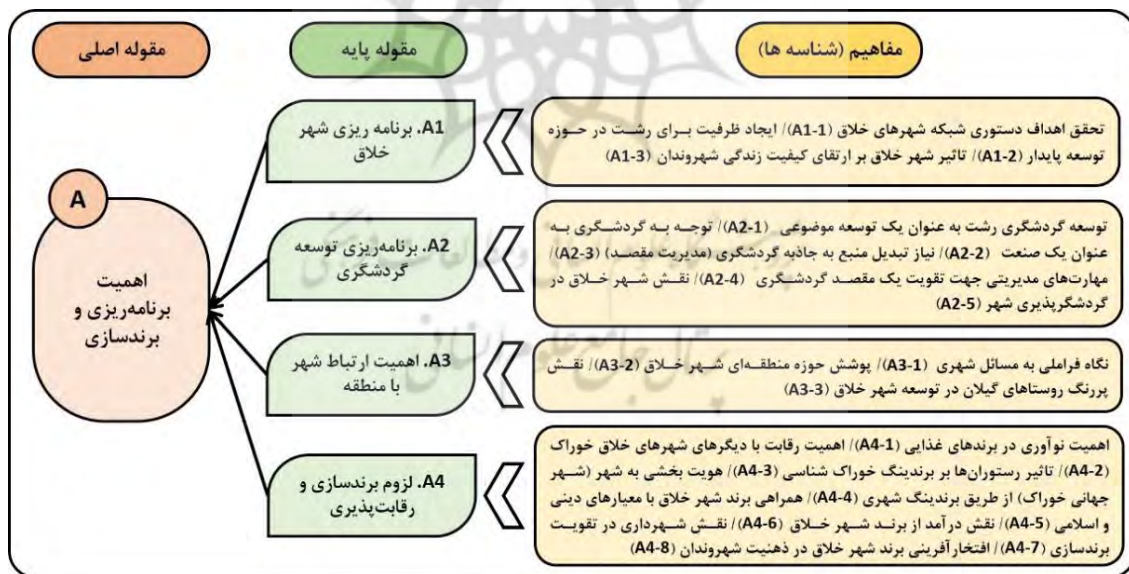 مفاهیم (شناسه ها)
مقوله پایه
مقوله اصلی
تحقق اهداف دستوری شبکه شهرهای خلاق (A1-1)/ ایجاد ظرفیت برای رشت در حوزه
توسعه پایدار (A1-2)/ تاثیر شهر خلاق بر ارتقای کیفیت زندگی شهروندان (A1-3)
A1. برنامه ریزی شهر
خلاق
توسعه گردشگری رشت به عنوان یک توسعه موضوعی (A2-1)/ توجه به گردشگری به
عنوان یک صنعت (A2-2)/ نیاز تبدیل منبع به جاذبه گردشگری (مدیریت مقصد) (A2-3)/
مهارت‌های مدیریتی جهت تقویت یک مقصد گردشگری (A2-4)/ نقش شهر خلاق در
گردشگرپذیری شهر (A2-5)
A2. برنامه‌ریزی توسعه
گردشگری
A
اهمیت
برنامه‌ریزی و
برندسازی
نگاه فراملی به مسائل شهری (A3-1)/ پوشش حوزه منطقه‌ای شهر خلاق (A3-2)/ نقش
پررنگ روستاهای گیلان در توسعه شهر خلاق (A3-3)
A3. اهمیت ارتباط شهر
با منطقه
اهمیت نوآوری در برندهای غذایی (A4-1)/ اهمیت رقابت با دیگرهای شهرهای خلاق خوراک
(A4-2)/ تاثیر رستوران‌ها بر برندینگ خوراک شناسی (A4-3)/ هویت بخشی به شهر (شهر
جهانی خوراک) از طریق برندینگ شهری (A4-4)/ همراهی برند شهر خلاق با معیارهای دینی
و اسلامی (A4-5)/ نقش درآمد از برند شهر خلاق (A4-6)/ نقش شهرداری در تقویت
برندسازی (A4-7)/ افتخارآفرینی برند شهر خلاق در ذهنیت شهروندان (A4-8)
A4. لزوم برندسازی و
رقابت‌پذیری
پژوهشگاه علوم انسانی و مطالعات فرهنگی
پرتال جامع علوم انسانی